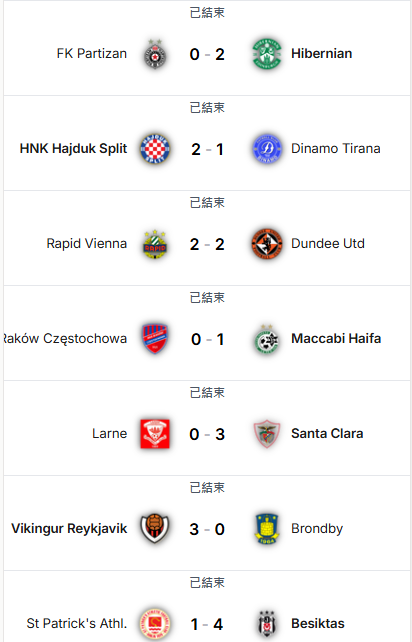 已結束
FK Partizan 0 - 2 Hibernian
已結束
HNK Hajduk Split 2 - 1 Dinamo Tirana
已結束
Rapid Vienna 2 - 2 Dundee Utd
已結束
Raków Częstochowa 0 - 1 Maccabi Haifa
已結束
Larne 0 - 3 Santa Clara
已結束
Vikingur Reykjavik 3 - 0 Brondby
已結束
St Patrick's Athl. 1 - 4 Besiktas